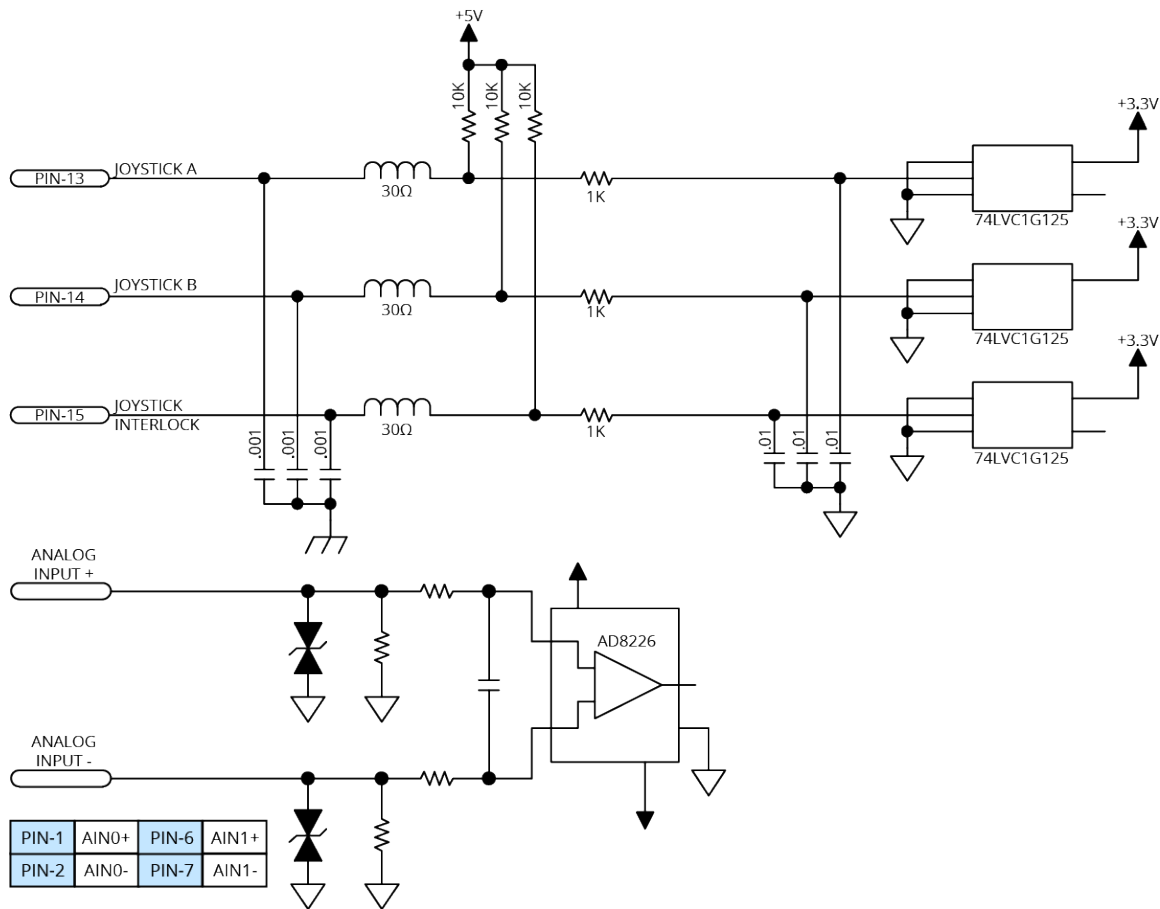 +5V
10K
10K
10K
+3.3V
PIN-13
JOYSTICK A
30Ω
1K
74LVC1G125
+3.3V
PIN-14
JOYSTICK B
30Ω
1K
74LVC1G125
+3.3V
PIN-15
JOYSTICK
INTERLOCK
30Ω
1K
.001
.001
.001
.01
.01
.01
74LVC1G125
ANALOG
INPUT +
AD8226
ANALOG
INPUT -
PIN-1 AIN0+ PIN-6 AIN1+
PIN-2 AIN0- PIN-7 AIN1-